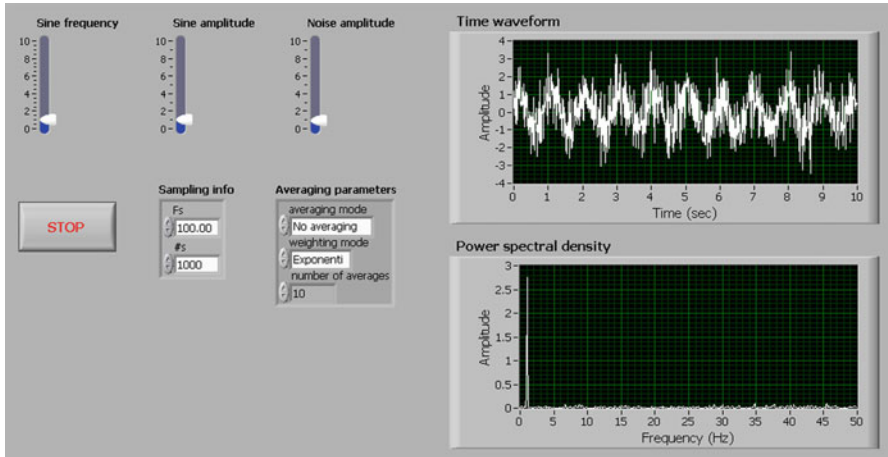 Sine frequency
10
8
6
4
2
0
Sine amplitude
10
8
6
4
2
0
Noise amplitude
10
8
6
4
2
0
STOP
Sampling info
Fs
100.00
#s
1000
Averaging parameters
averaging mode
No averaging
weighting mode
Exponenti
number of averages
10
Time waveform
Amplitude
4
3
2
1
0
-1
-2
-3
-4
0 1 2 3 4 5 6 7 8 9 10
Time (sec)
Power spectral density
Amplitude
3
2.5
2
1.5
1
0.5
0
0 5 10 15 20 25 30 35 40 45 50
Frequency (Hz)